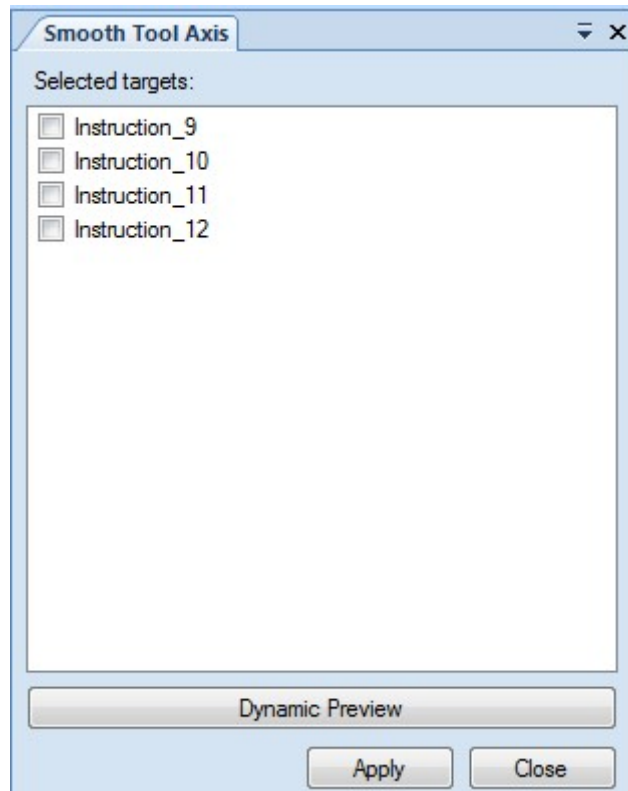 Smooth Tool Axis
Selected targets:
Instruction_9
Instruction_10
Instruction_11
Instruction_12
Dynamic Preview
Apply Close